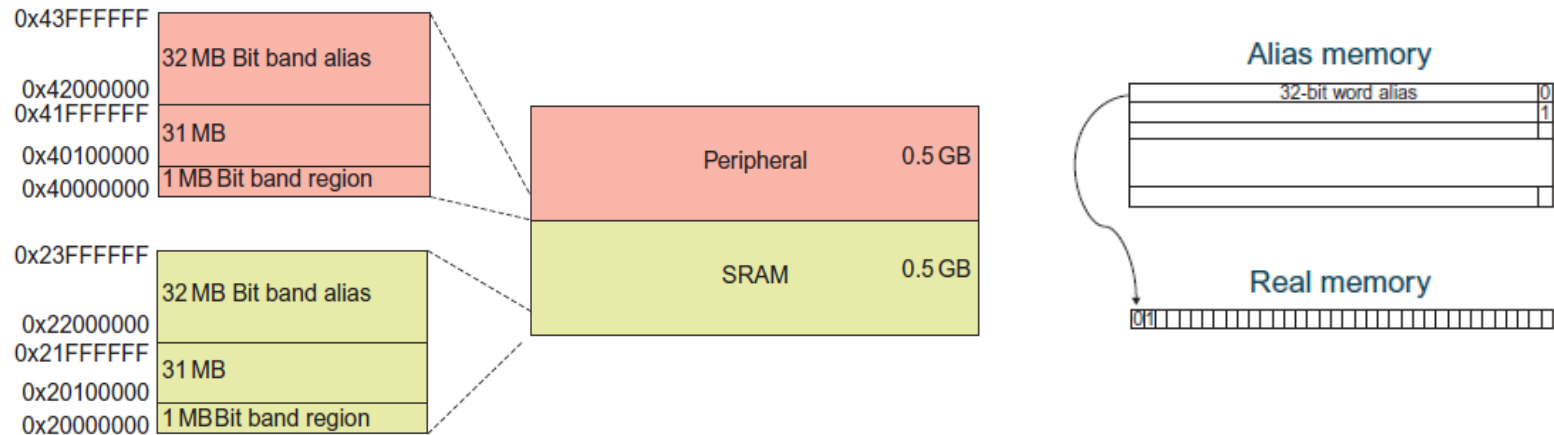 0x43FFFFFF
32 MB Bit band alias
0x42000000
0x41FFFFFF
31 MB
0x40100000
1 MB Bit band region
0x40000000
0x23FFFFFF
32 MB Bit band alias
0x22000000
0x21FFFFFF
31 MB
0x20100000
1 MB Bit band region
0x20000000
Peripheral 0.5 GB
SRAM 0.5 GB
Alias memory
32-bit word alias 0
1
Real memory
01